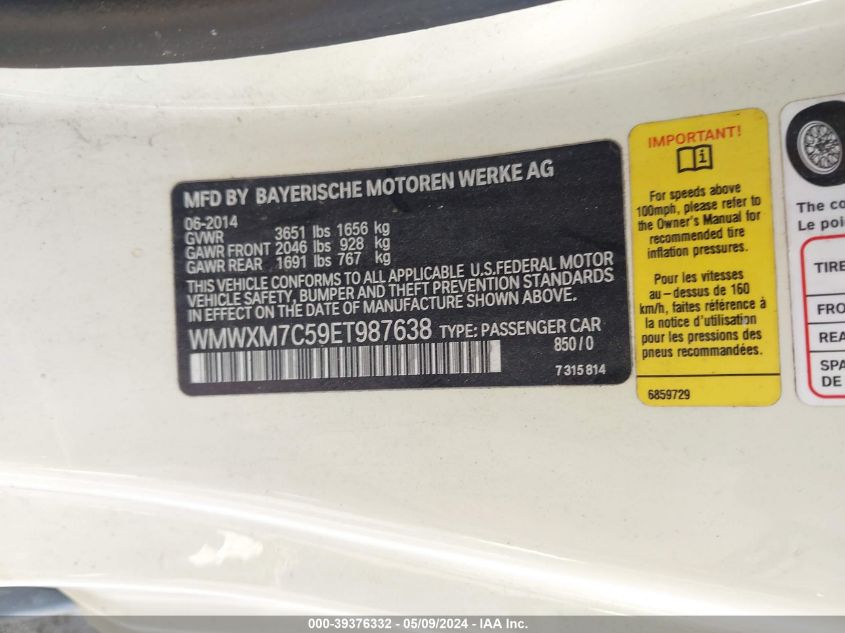 MFD BY BAYERISCHE MOTOREN WERKE AG
06-2014
GVWR 3651 lbs 1656 kg
GAWR FRONT 2046 lbs 928 kg
GAWR REAR 1691 lbs 767 kg
THIS VEHICLE CONFORMS TO ALL APPLICABLE U.S.FEDERAL MOTOR
VEHICLE SAFETY, BUMPER AND THEFT PREVENTION STANDARDS
IN EFFECT ON THE DATE OF MANUFACTURE SHOWN ABOVE.
WMWXM7C59ET987638 TYPE: PASSENGER CAR
850/0
7315814
IMPORTANT!
i
For speeds above
100mph, please refer to
the Owner's Manual for
recommended tire
inflation pressures.
Pour les vitesses
au-dessus de 160
km/h, faites référence à
la notice d'utilisation
pour les pressions des
pneus recommandées.
6859729
The co
Le poi
TIRE
FRO
REA
SPA
DE
000-39376332 - 05/09/2024 - IAA Inc.